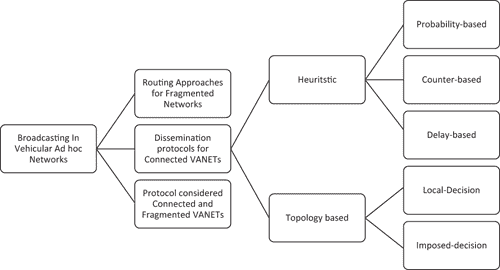 Broadcasting In
Vehicular Ad hoc
Networks
Routing Approaches
for Fragmented
Networks
Dissemination
protocols for
Connected VANETs
Protocol considered
Connected and
Fragmented VANETs
Heuritstic
Topology based
Probability-based
Counter-based
Delay-based
Local-Decision
Imposed-decision